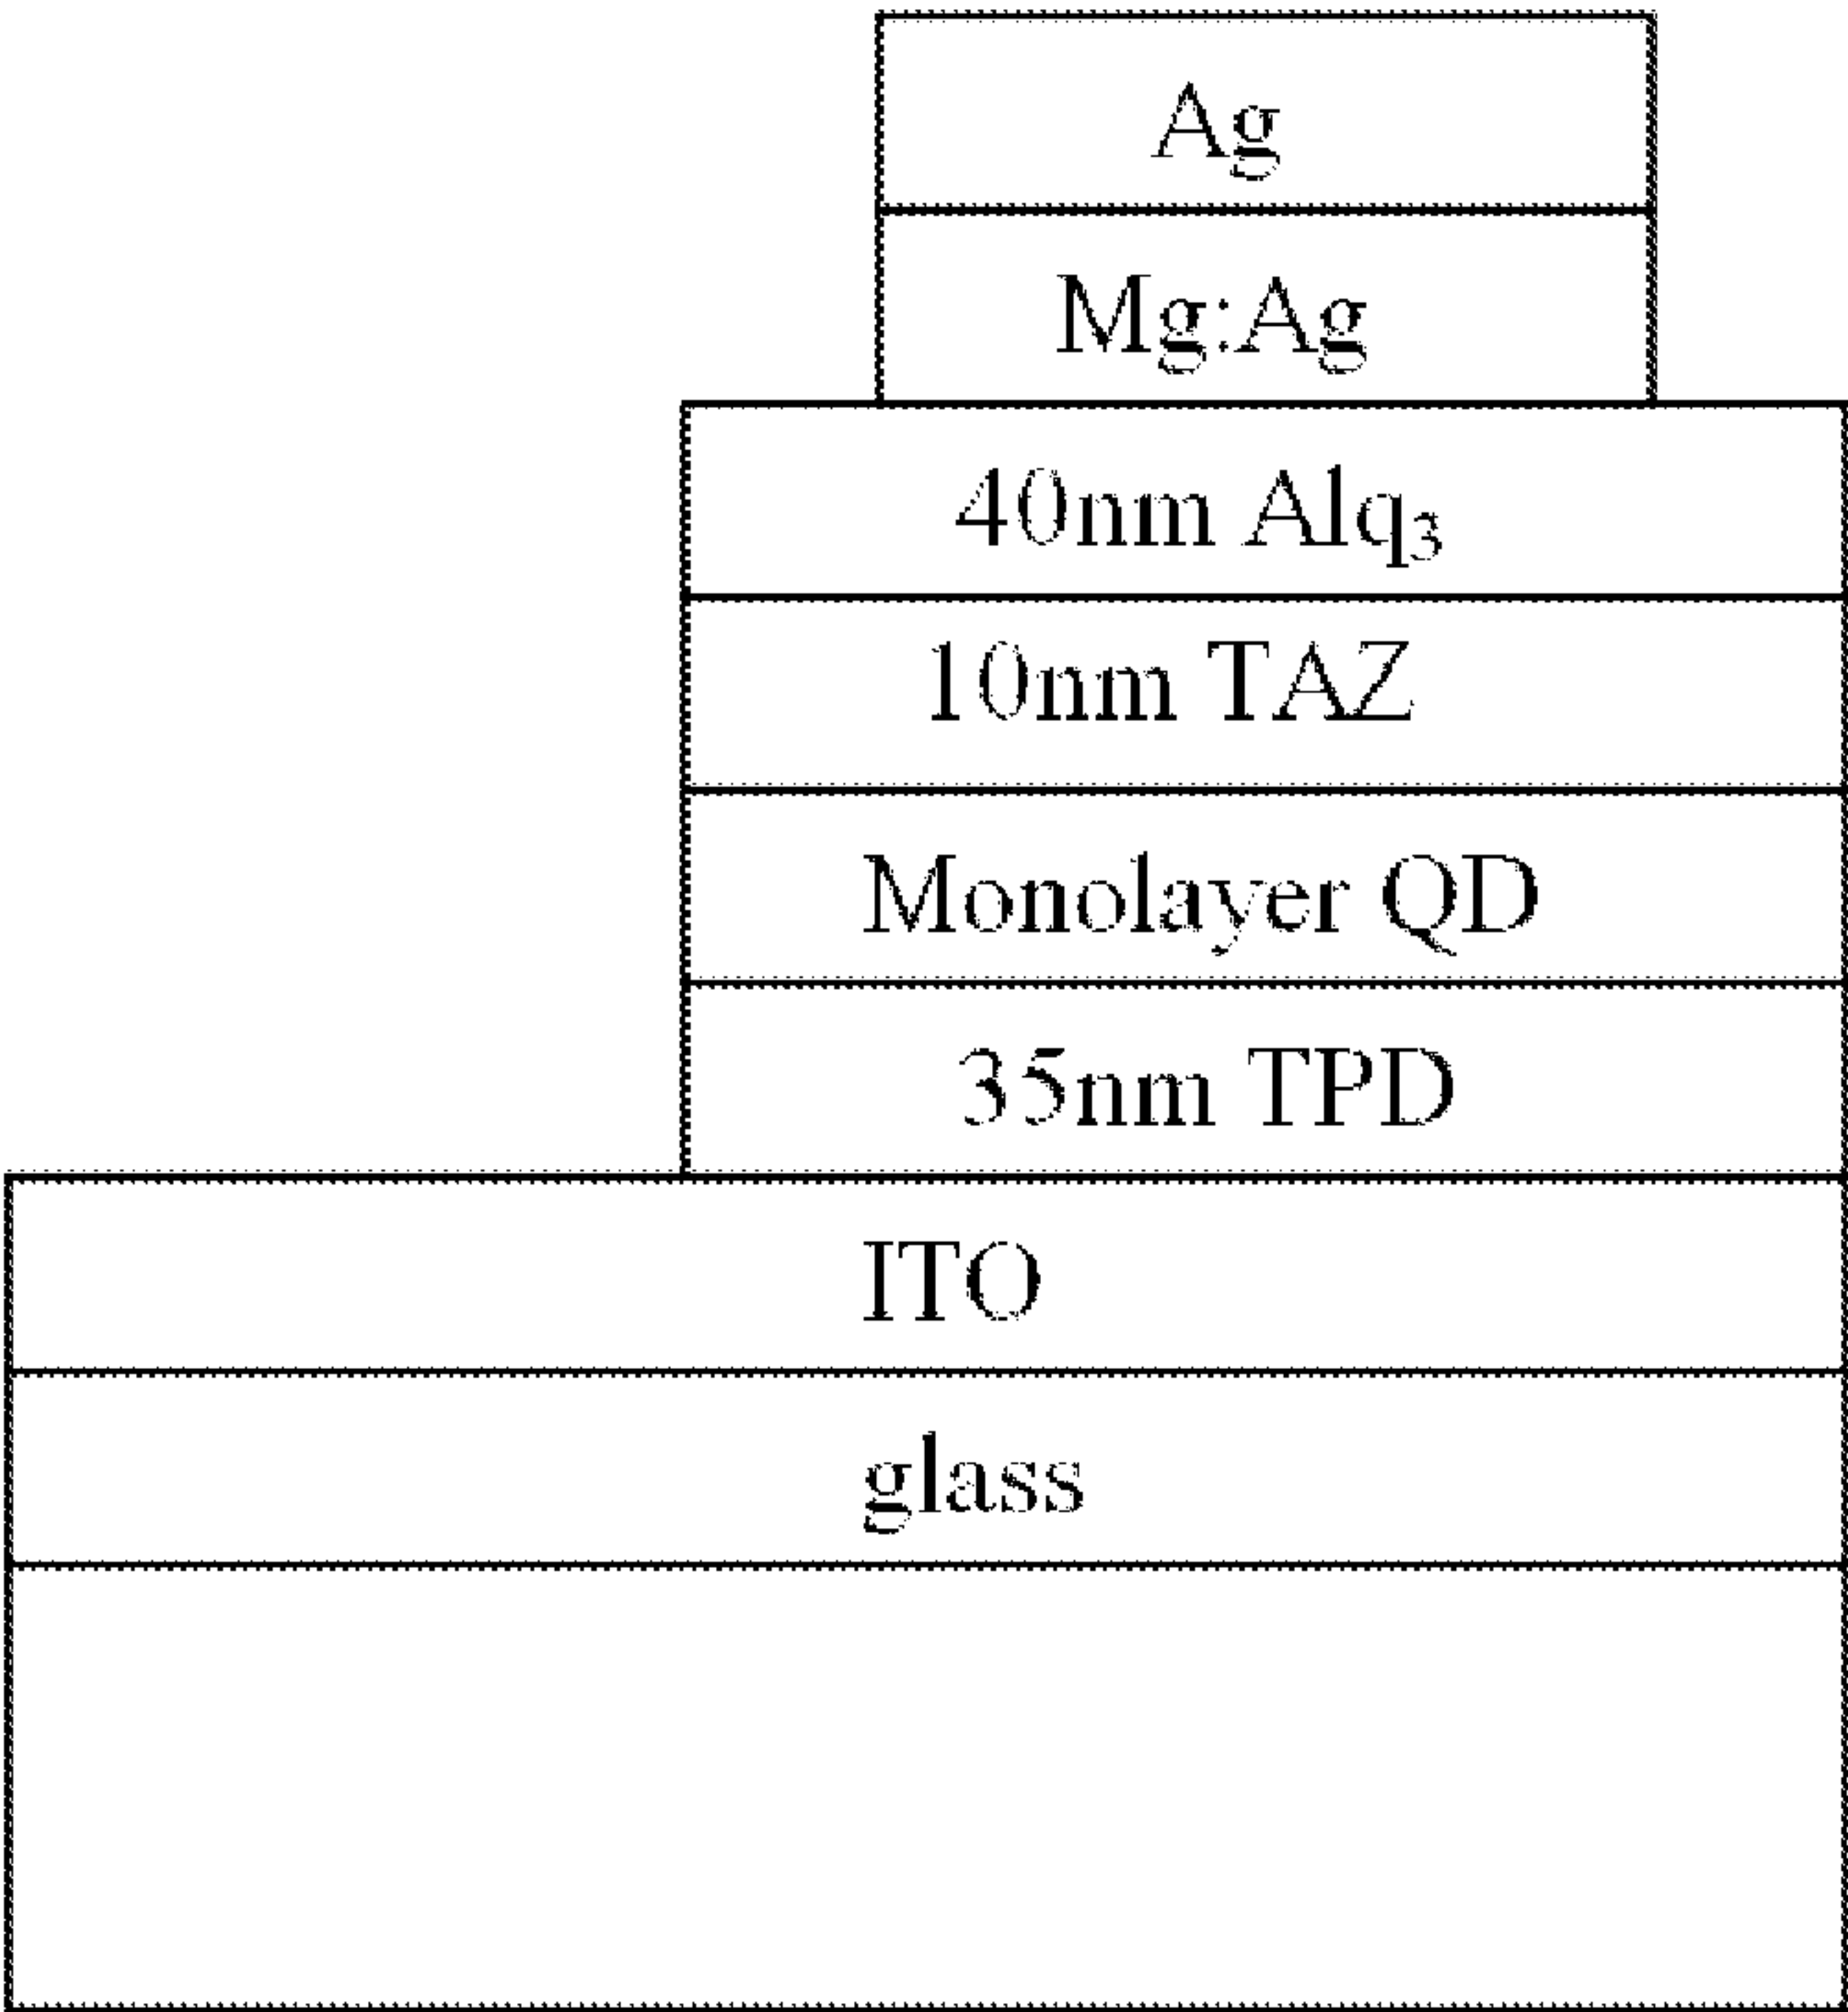 Ag
Mg:Ag
40nm Alq₃
10nm TAZ
Monolayer QD
35nm TPD
ITO
glass